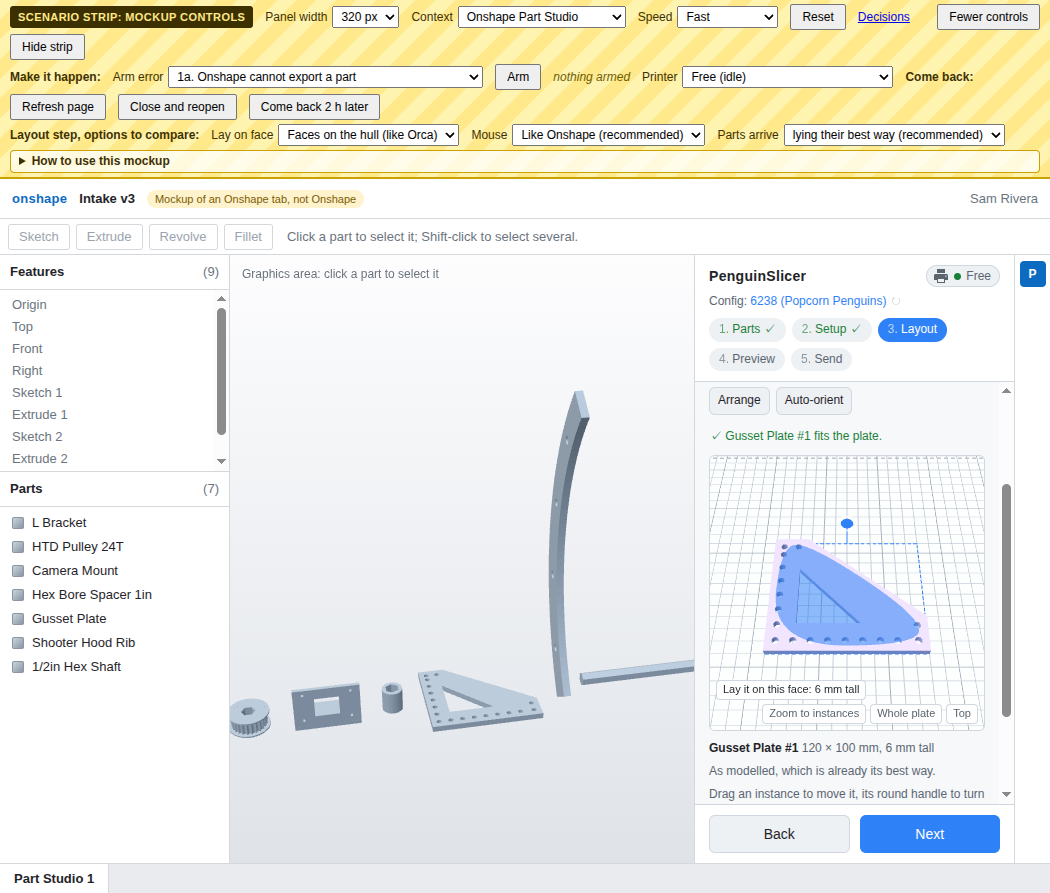 SCENARIO STRIP: MOCKUP CONTROLS Panel width 320 px Context Onshape Part Studio Speed Fast Reset Decisions Fewer controls
Hide strip
Make it happen: Arm error 1a. Onshape cannot export a part Arm nothing armed Printer Free (idle) Come back:
Refresh page Close and reopen Come back 2 h later
Layout step, options to compare: Lay on face Faces on the hull (like Orca) Mouse Like Onshape (recommended) Parts arrive lying their best way (recommended)
How to use this mockup
onshape Intake v3 Mockup of an Onshape tab, not Onshape Sam Rivera
Sketch Extrude Revolve Fillet Click a part to select it; Shift-click to select several.
Features (9)
Origin
Top
Front
Right
Sketch 1
Extrude 1
Sketch 2
Extrude 2
Parts (7)
L Bracket
HTD Pulley 24T
Camera Mount
Hex Bore Spacer 1in
Gusset Plate
Shooter Hood Rib
1/2in Hex Shaft
Graphics area: click a part to select it
PenguinSlicer Free
Config: 6238 (Popcorn Penguins)
1. Parts ✓ 2. Setup ✓ 3. Layout
4. Preview 5. Send
Arrange Auto-orient
✓ Gusset Plate #1 fits the plate.
Lay it on this face: 6 mm tall
Zoom to instances Whole plate Top
Gusset Plate #1 120 × 100 mm, 6 mm tall
As modelled, which is already its best way.
Drag an instance to move it, its round handle to turn
Back Next
P
Part Studio 1